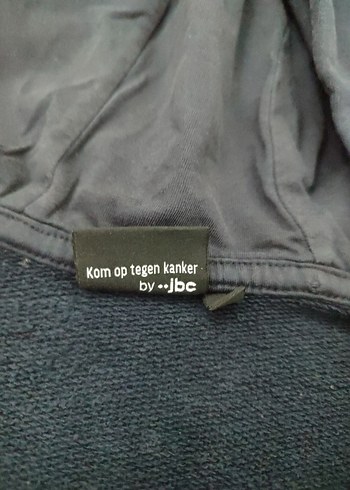 Kom op tegen kanker
by ··jbc